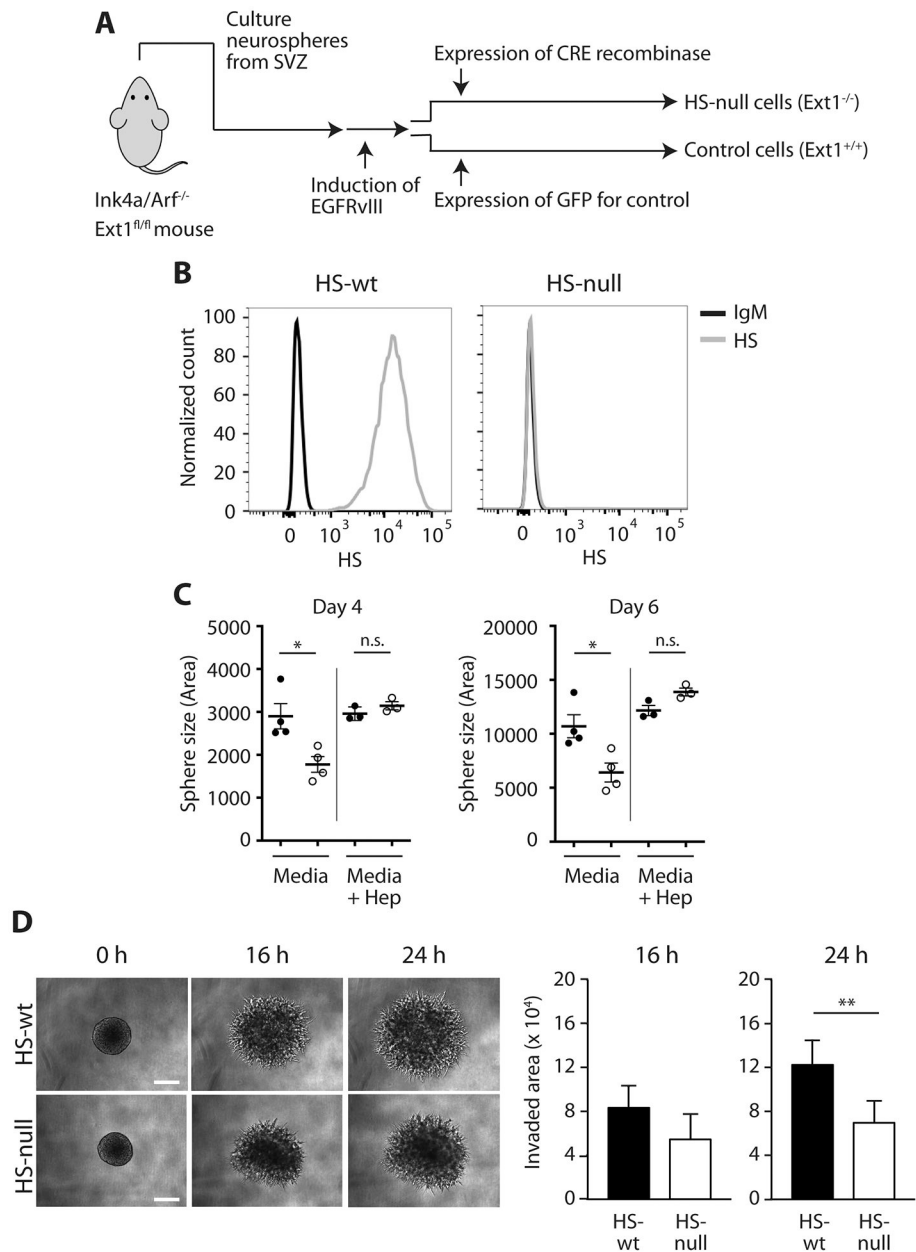 A
Culture
neurospheres
from SVZ
Expression of CRE recombinase
HS-null cells (Ext1-/-)
Control cells (Ext1+/+)
Induction of
EGFRvIII
Expression of GFP for control
Ink4a/Arf-/-
Ext1fl/fl mouse
B
HS-wt
HS-null
IgM
HS
Normalized count
100
80
60
40
20
0
0 10³ 10⁴ 10⁵
HS
0 10³ 10⁴ 10⁵
HS
C
Day 4
Sphere size (Area)
5000
4000
3000
2000
1000
0
*
n.s.
Media
Media
+ Hep
Day 6
Sphere size (Area)
20000
15000
10000
5000
0
*
n.s.
Media
Media
+ Hep
D
0 h
16 h
24 h
HS-wt
HS-null
16 h
Invaded area (x 10⁴)
20
16
12
8
4
0
HS-
wt
HS-
null
24 h
20
16
12
8
4
0
**
HS-
wt
HS-
null